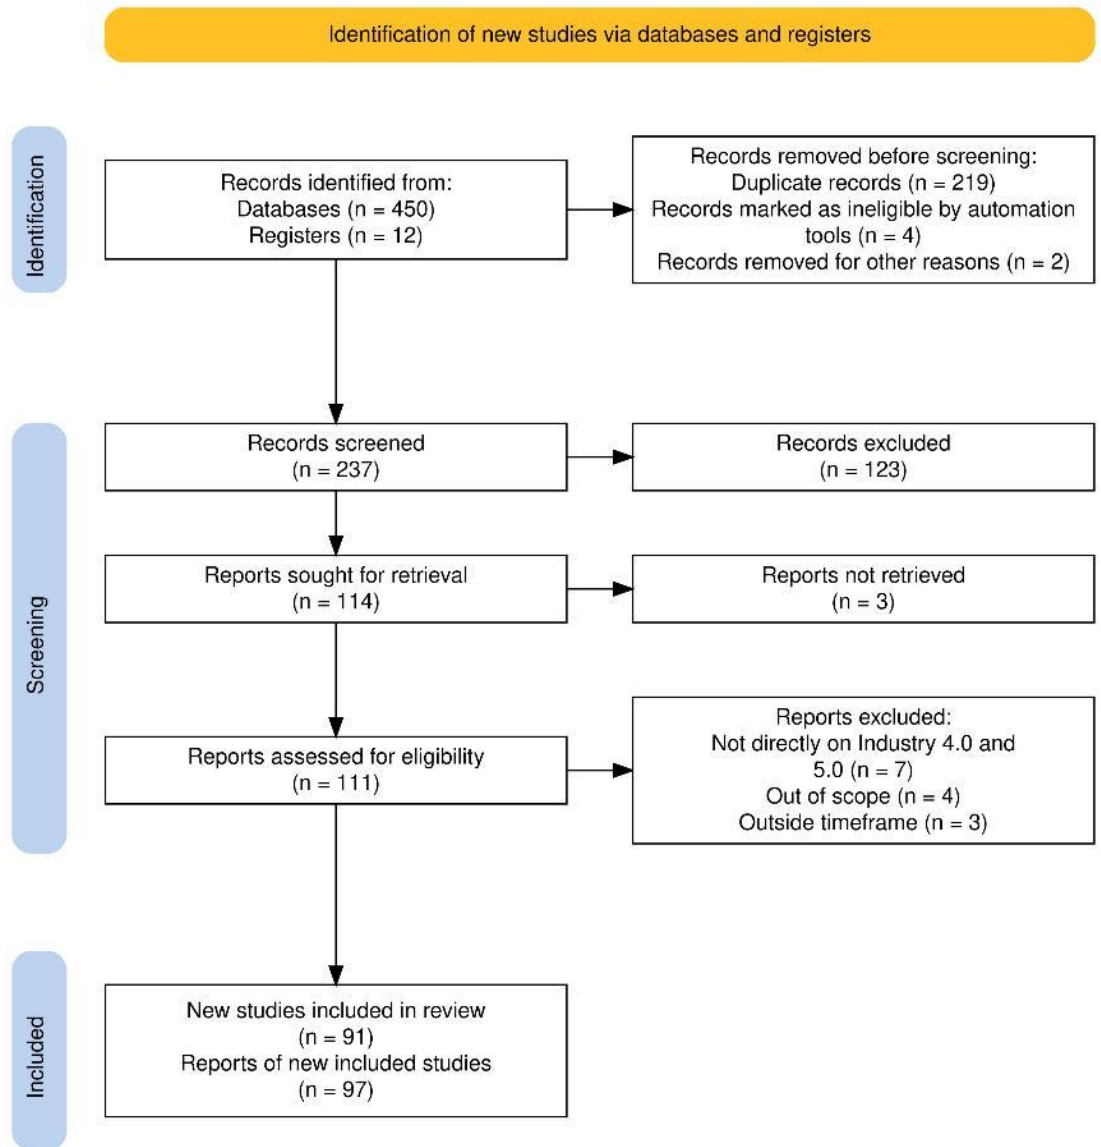 Identification of new studies via databases and registers
Identification
Records identified from:
Databases (n = 450)
Registers (n = 12)
Records removed before screening:
Duplicate records (n = 219)
Records marked as ineligible by automation
tools (n = 4)
Records removed for other reasons (n = 2)
Screening
Records screened
(n = 237)
Records excluded
(n = 123)
Reports sought for retrieval
(n = 114)
Reports not retrieved
(n = 3)
Reports assessed for eligibility
(n = 111)
Reports excluded:
Not directly on Industry 4.0 and
5.0 (n = 7)
Out of scope (n = 4)
Outside timeframe (n = 3)
Included
New studies included in review
(n = 91)
Reports of new included studies
(n = 97)